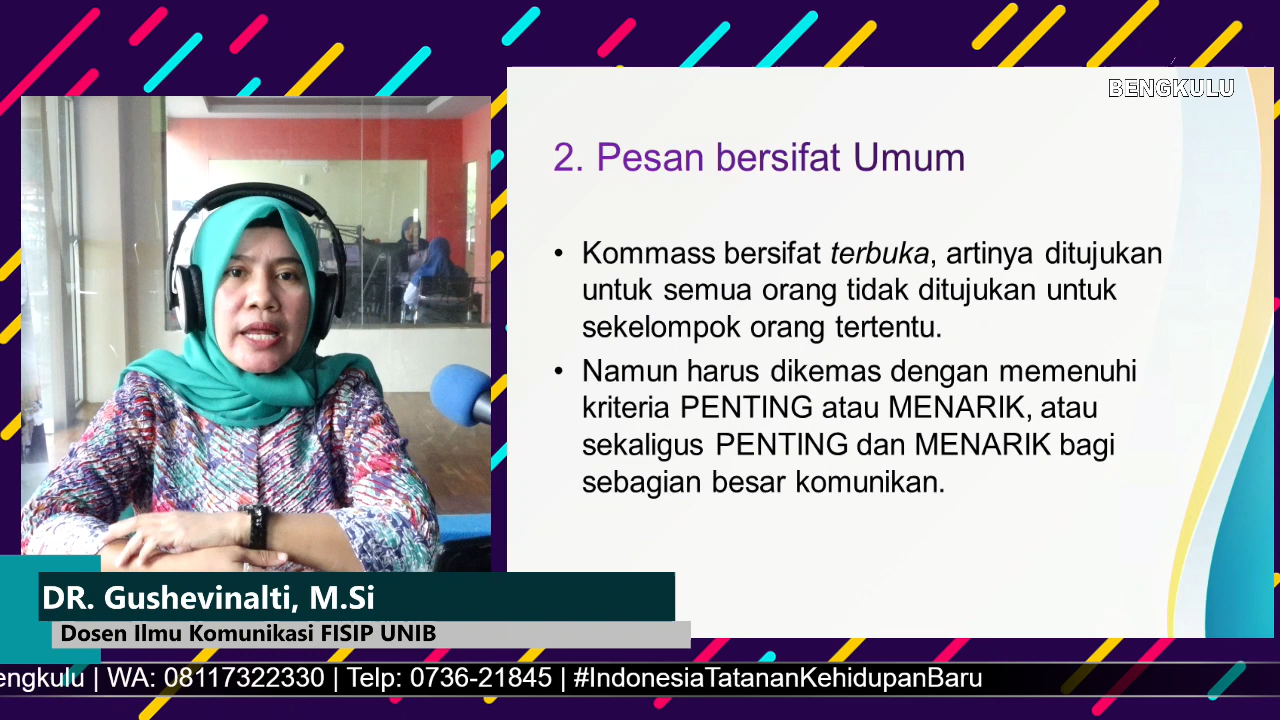 BENGKULU
2. Pesan bersifat Umum
• Kommass bersifat terbuka, artinya ditujukan
untuk semua orang tidak ditujukan untuk
sekelompok orang tertentu.
• Namun harus dikemas dengan memenuhi
kriteria PENTING atau MENARIK, atau
sekaligus PENTING dan MENARIK bagi
sebagian besar komunikan.
DR. Gushevinalti, M.Si
Dosen Ilmu Komunikasi FISIP UNIB
engkulu | WA: 08117322330 | Telp: 0736-21845 | #IndonesiaTatananKehidupanBaru